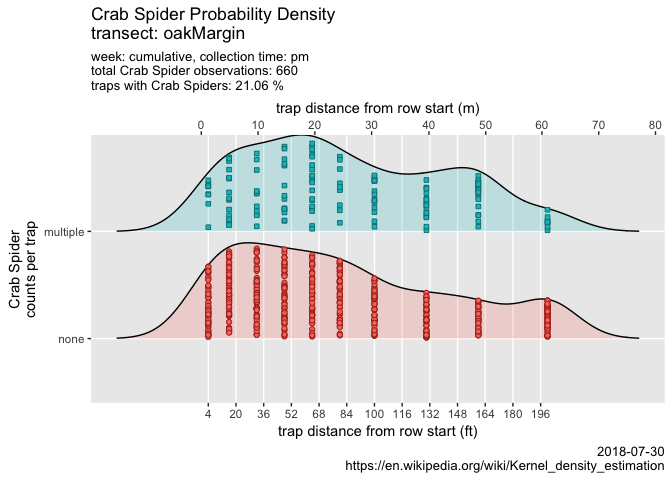 Crab Spider Probability Density
transect: oakMargin
week: cumulative, collection time: pm
total Crab Spider observations: 660
traps with Crab Spiders: 21.06 %
trap distance from row start (m)
0 10 20 30 40 50 60 70 80
Crab Spider
counts per trap
multiple
none
4 20 36 52 68 84 100 116 132 148 164 180 196
trap distance from row start (ft)
2018-07-30
https://en.wikipedia.org/wiki/Kernel_density_estimation